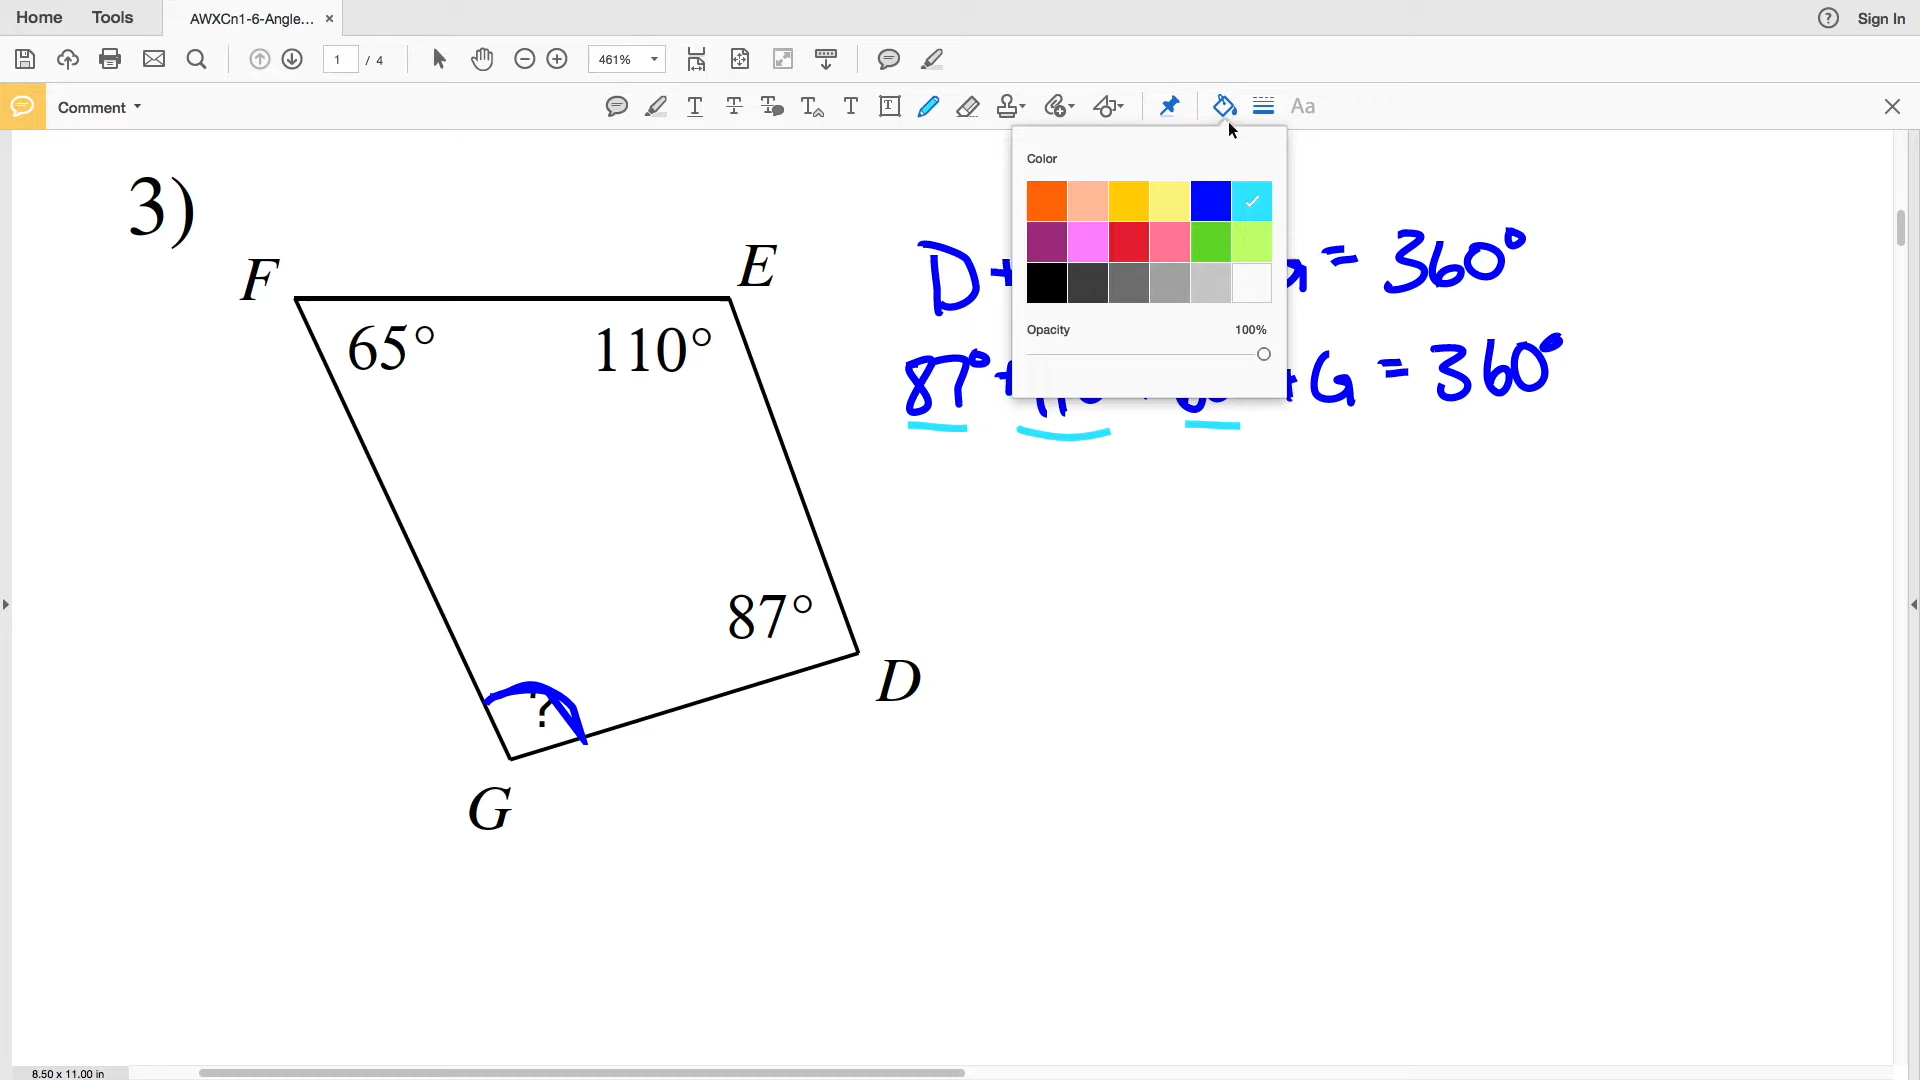 Home Tools AWXCn1-6-Angle... × ? Sign In
1 / 4 461%
Comment Aa
Color
Opacity 100%
3)
F E
65° 110°
87°
?
D
G
D + = 360°
87° + + G = 360°
8.50 x 11.00 in